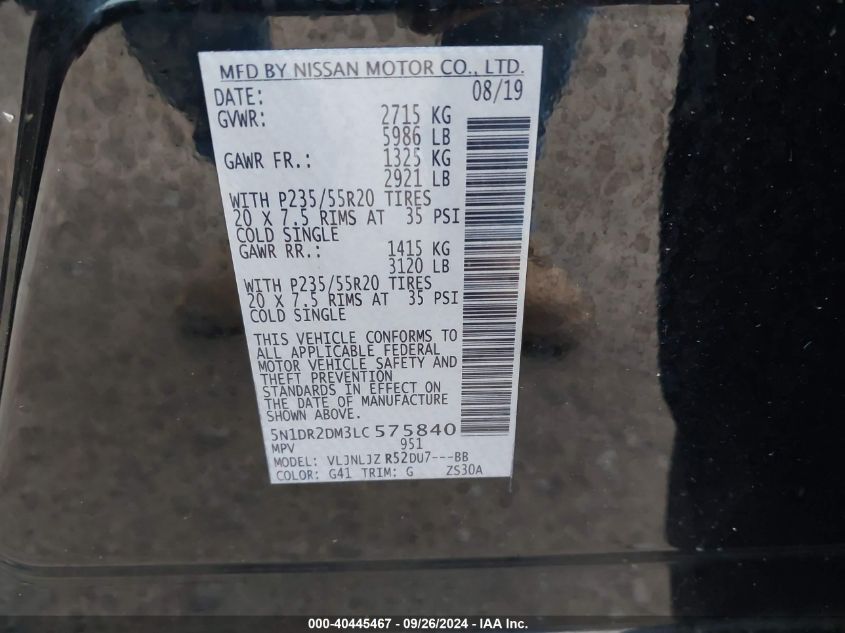 MFD BY NISSAN MOTOR CO., LTD.
DATE: 08/19
GVWR: 2715 KG
5986 LB
GAWR FR.: 1325 KG
2921 LB
WITH P235/55R20 TIRES
20 X 7.5 RIMS AT 35 PSI
COLD SINGLE
GAWR RR.: 1415 KG
3120 LB
WITH P235/55R20 TIRES
20 X 7.5 RIMS AT 35 PSI
COLD SINGLE
THIS VEHICLE CONFORMS TO
ALL APPLICABLE FEDERAL
MOTOR VEHICLE SAFETY AND
THEFT PREVENTION
STANDARDS IN EFFECT ON
THE DATE OF MANUFACTURE
SHOWN ABOVE.
5N1DR2DM3LC 575840
MPV 951
MODEL: VLJNLJZ R52DU7---BB
COLOR: G41 TRIM: G ZS30A
000-40445467 - 09/26/2024 - IAA Inc.